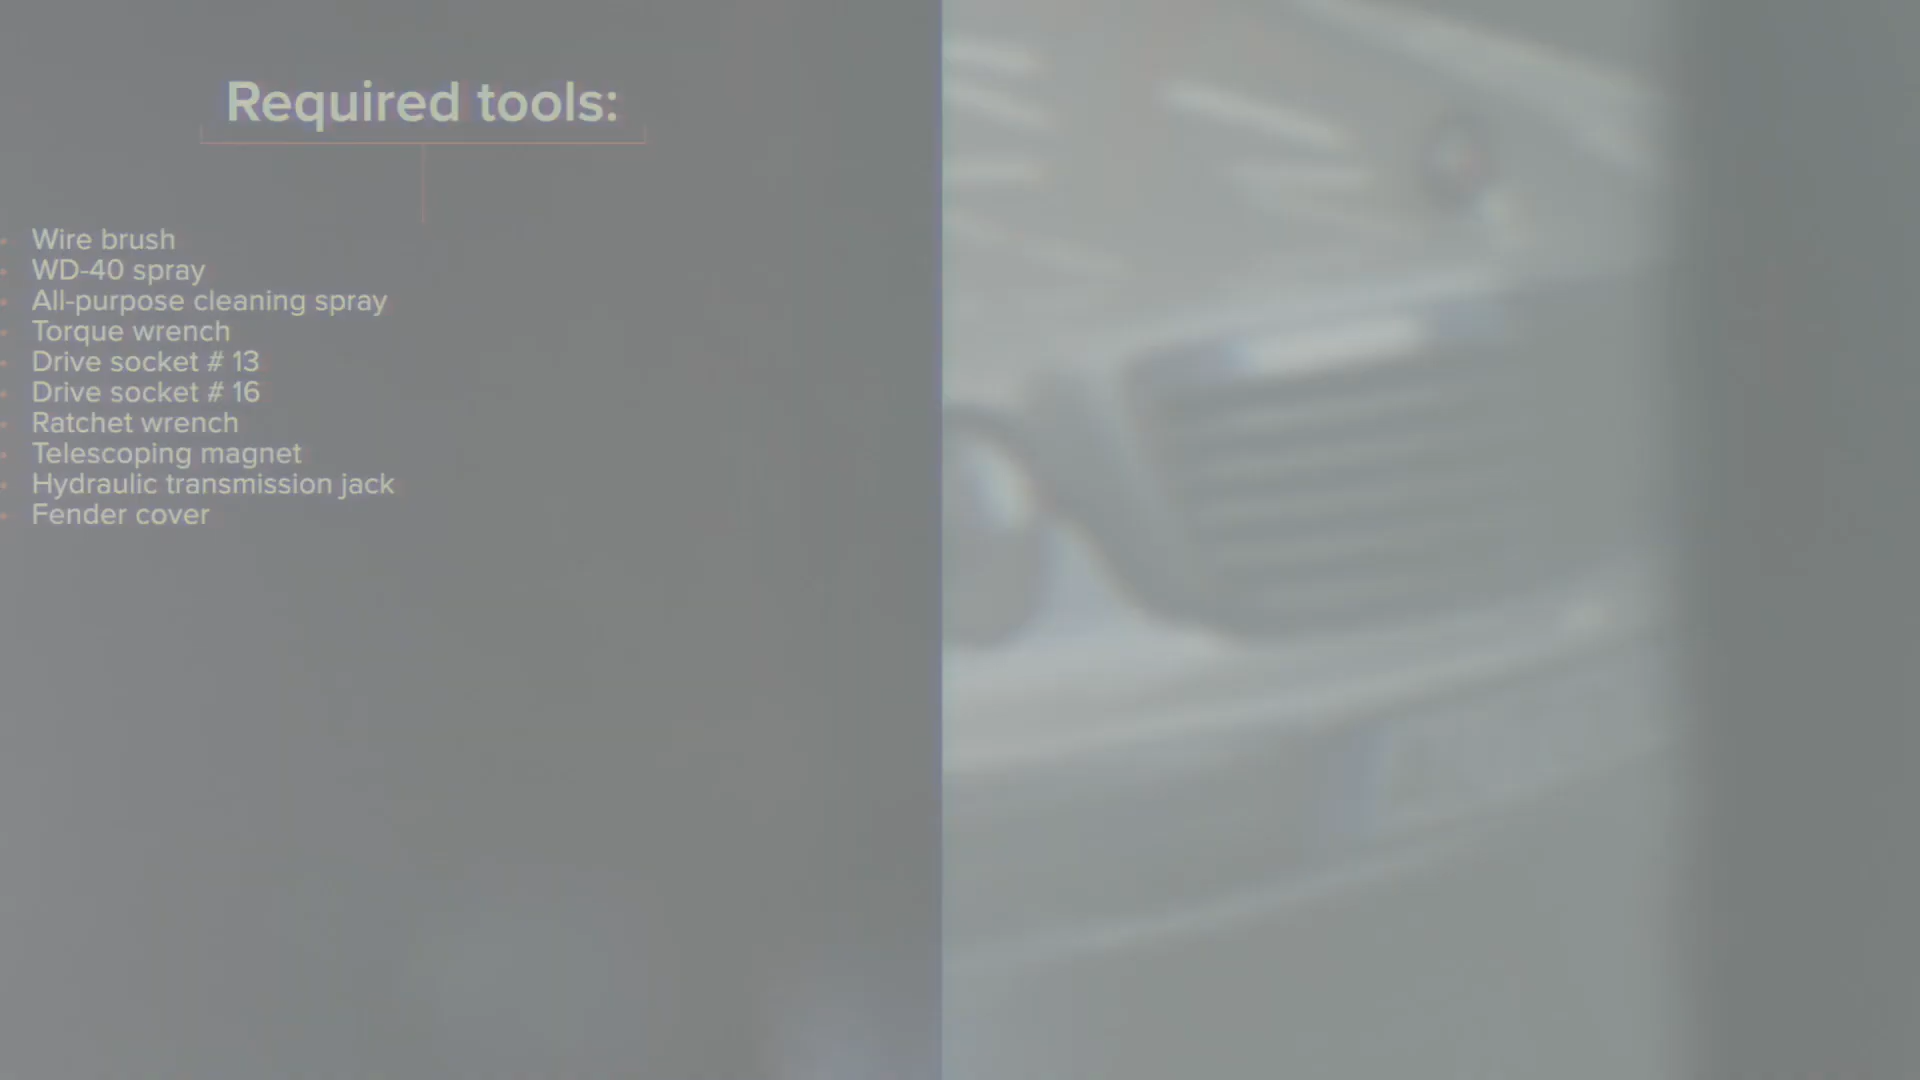 Required tools:
Wire brush
WD-40 spray
All-purpose cleaning spray
Torque wrench
Drive socket # 13
Drive socket # 16
Ratchet wrench
Telescoping magnet
Hydraulic transmission jack
Fender cover